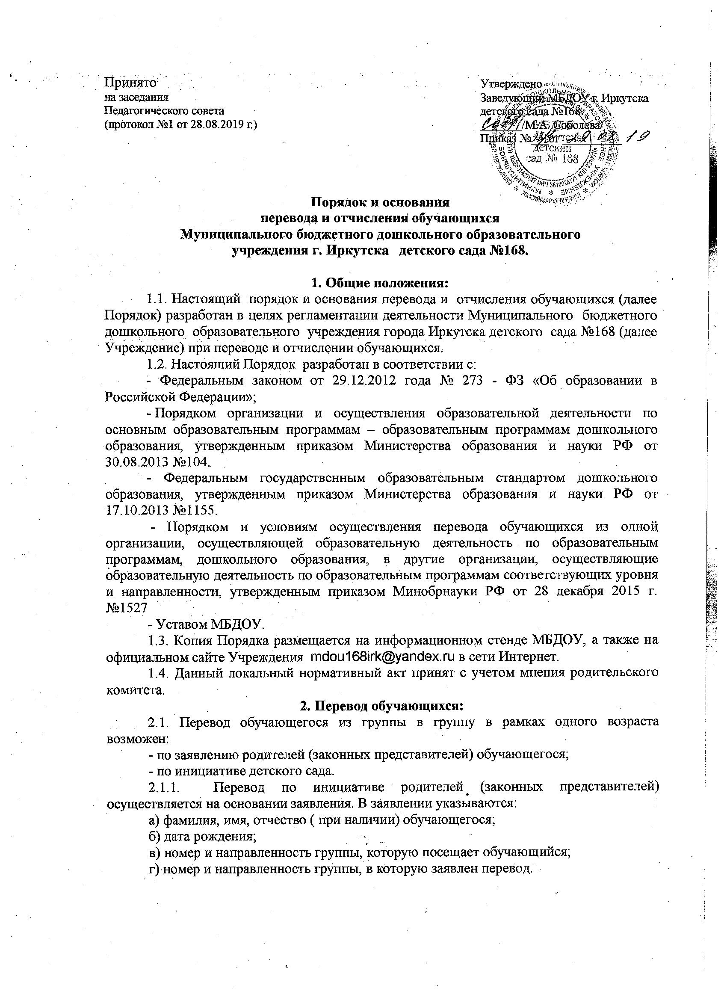 Принято
на заседания
Педагогического совета
(протокол №1 от 28.08.2019 г.)
Утверждено
Заведующий МБДОУ г. Иркутска
детского сада №168
/М.А. Соболева/
Приказ № от 29 08 19
детский
сад № 168
Порядок и основания
перевода и отчисления обучающихся
Муниципального бюджетного дошкольного образовательного
учреждения г. Иркутска детского сада №168.
1. Общие положения:
1.1. Настоящий порядок и основания перевода и отчисления обучающихся (далее
Порядок) разработан в целях регламентации деятельности Муниципального бюджетного
дошкольного образовательного учреждения города Иркутска детского сада №168 (далее
Учреждение) при переводе и отчислении обучающихся.
1.2. Настоящий Порядок разработан в соответствии с:
- Федеральным законом от 29.12.2012 года № 273 - ФЗ «Об образовании в
Российской Федерации»;
- Порядком организации и осуществления образовательной деятельности по
основным образовательным программам – образовательным программам дошкольного
образования, утвержденным приказом Министерства образования и науки РФ от
30.08.2013 №104.
- Федеральным государственным образовательным стандартом дошкольного
образования, утвержденным приказом Министерства образования и науки РФ от
17.10.2013 №1155.
- Порядком и условиям осуществления перевода обучающихся из одной
организации, осуществляющей образовательную деятельность по образовательным
программам, дошкольного образования, в другие организации, осуществляющие
образовательную деятельность по образовательным программам соответствующих уровня
и направленности, утвержденным приказом Минобрнауки РФ от 28 декабря 2015 г.
№1527
- Уставом МБДОУ.
1.3. Копия Порядка размещается на информационном стенде МБДОУ, а также на
официальном сайте Учреждения mdou168irk@yandex.ru в сети Интернет.
1.4. Данный локальный нормативный акт принят с учетом мнения родительского
комитета.
2. Перевод обучающихся:
2.1. Перевод обучающегося из группы в группу в рамках одного возраста
возможен:
- по заявлению родителей (законных представителей) обучающегося;
- по инициативе детского сада.
2.1.1. Перевод по инициативе родителей (законных представителей)
осуществляется на основании заявления. В заявлении указываются:
а) фамилия, имя, отчество ( при наличии) обучающегося;
б) дата рождения;
в) номер и направленность группы, которую посещает обучающийся;
г) номер и направленность группы, в которую заявлен перевод.